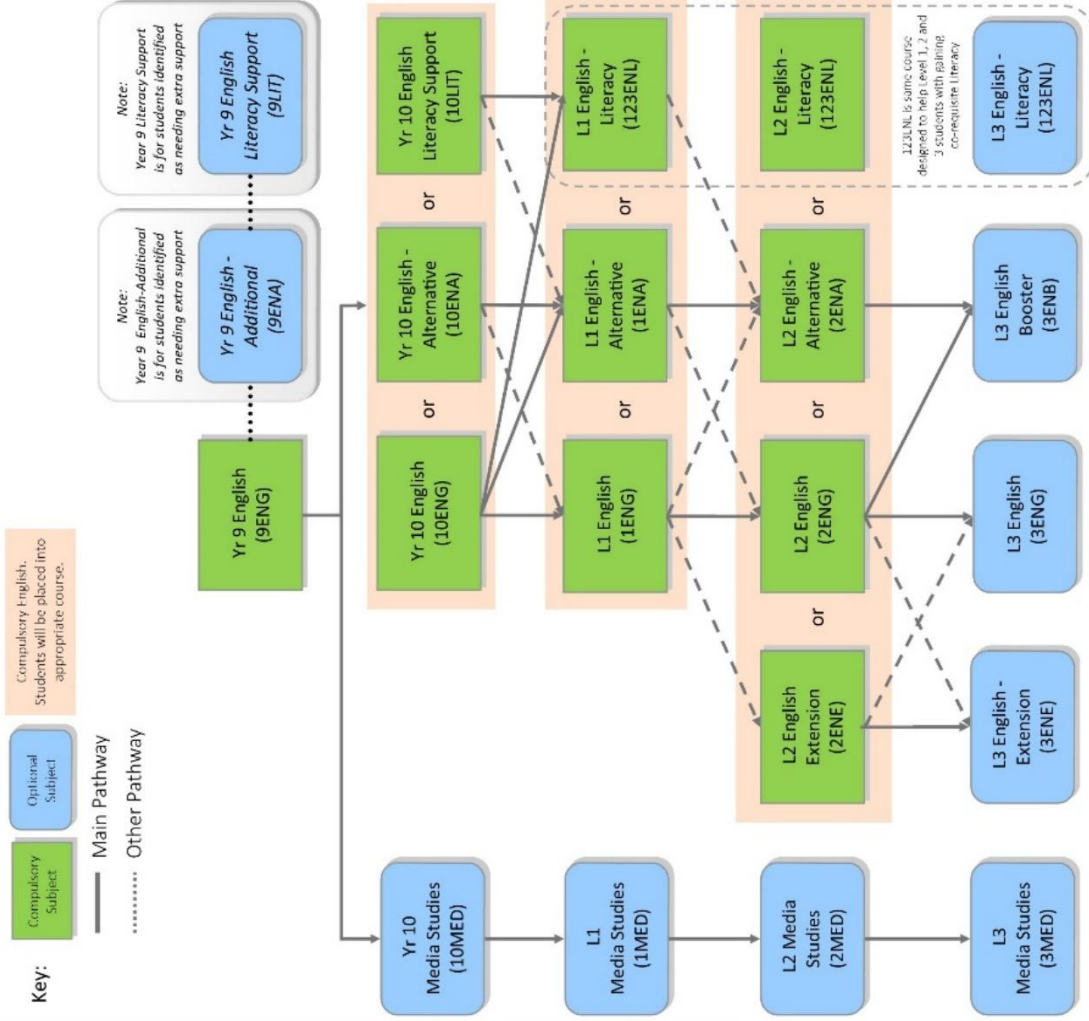 Key:
Compulsory
Subject
Optional
Subject
Compulsory English.
Students will be placed into
appropriate course.
Main Pathway
Other Pathway
Note:
Year 9 English-Additional
is for students identified
as needing extra support
Note:
Year 9 Literacy Support
is for students identified
as needing extra support
Yr 9 English
(9ENG)
Yr 9 English -
Additional
(9ENA)
Yr 9 English
Literacy Support
(9LIT)
Yr 10
Media Studies
(10MED)
Yr 10 English
(10ENG)
or
Yr 10 English -
Alternative
(10ENA)
or
Yr 10 English
Literacy Support
(10LIT)
L1
Media Studies
(1MED)
L1 English
(1ENG)
or
L1 English -
Alternative
(1ENA)
or
L1 English -
Literacy
(123ENL)
L2 Media
Studies
(2MED)
L2 English
Extension
(2ENE)
or
L2 English
(2ENG)
or
L2 English -
Alternative
(2ENA)
or
L2 English -
Literacy
(123ENL)
123LNL is same course
designed to help Level 1, 2 and
3 students with gaining
co-requisite Literacy
L3
Media Studies
(3MED)
L3 English -
Extension
(3ENE)
L3 English
(3ENG)
L3 English
Booster
(3ENB)
L3 English -
Literacy
(123ENL)